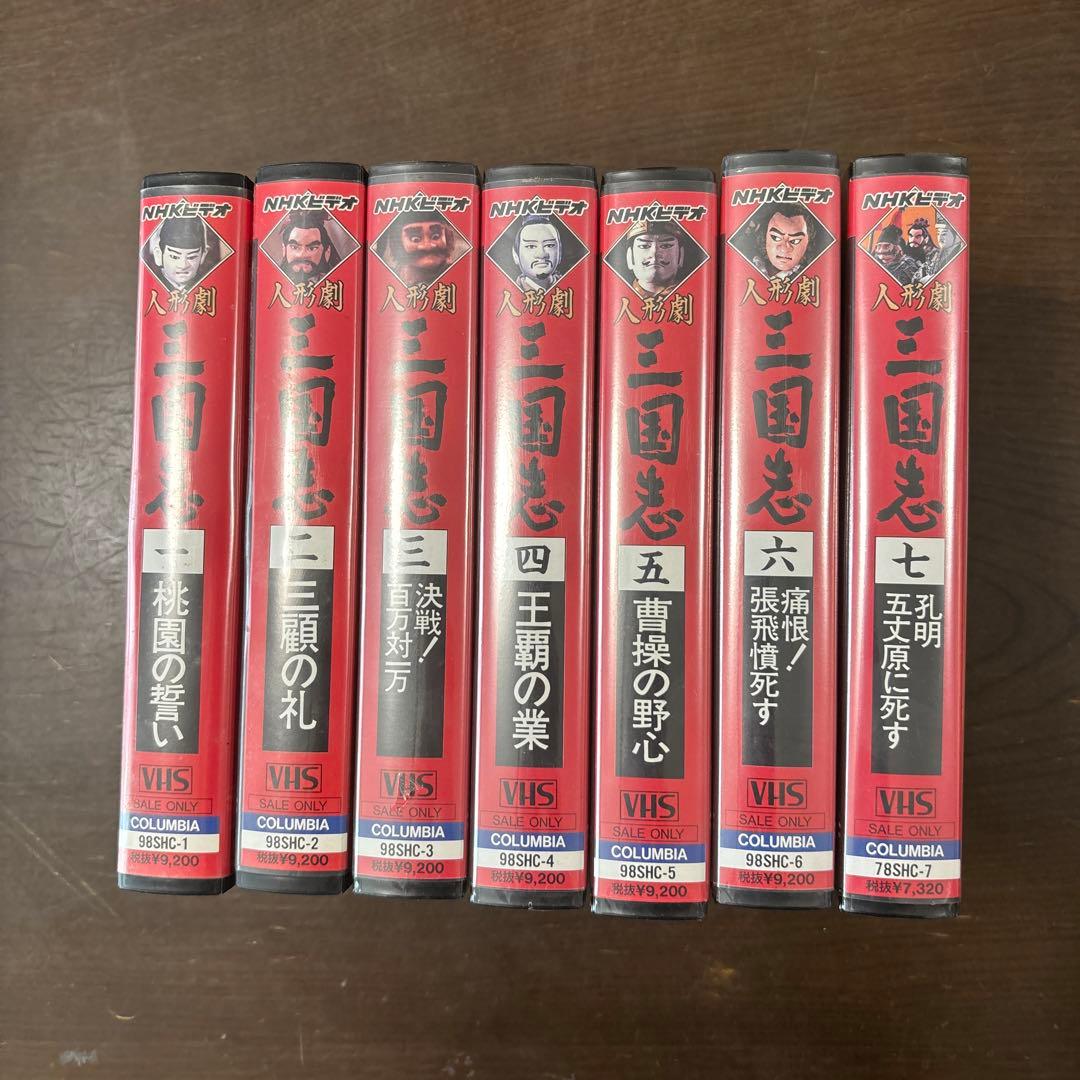 NHKビデオ
人形劇
三国志
一
桃園の誓い
VHS
SALE ONLY
COLUMBIA
98SHC-1
税抜¥9,200
NHKビデオ
人形劇
三国志
二
三顧の礼
VHS
SALE ONLY
COLUMBIA
98SHC-2
税抜¥9,200
NHKビデオ
人形劇
三国志
三
決戦!
百万対一万
VHS
SALE ONLY
COLUMBIA
98SHC-3
税抜¥9,200
NHKビデオ
人形劇
三国志
四
王覇の業
VHS
SALE ONLY
COLUMBIA
98SHC-4
税抜¥9,200
NHKビデオ
人形劇
三国志
五
曹操の野心
VHS
SALE ONLY
COLUMBIA
98SHC-5
税抜¥9,200
NHKビデオ
人形劇
三国志
六
痛恨!
張飛憤死す
VHS
SALE ONLY
COLUMBIA
98SHC-6
税抜¥9,200
NHKビデオ
人形劇
三国志
七
孔明
五丈原に死す
VHS
SALE ONLY
COLUMBIA
78SHC-7
税抜¥7,320